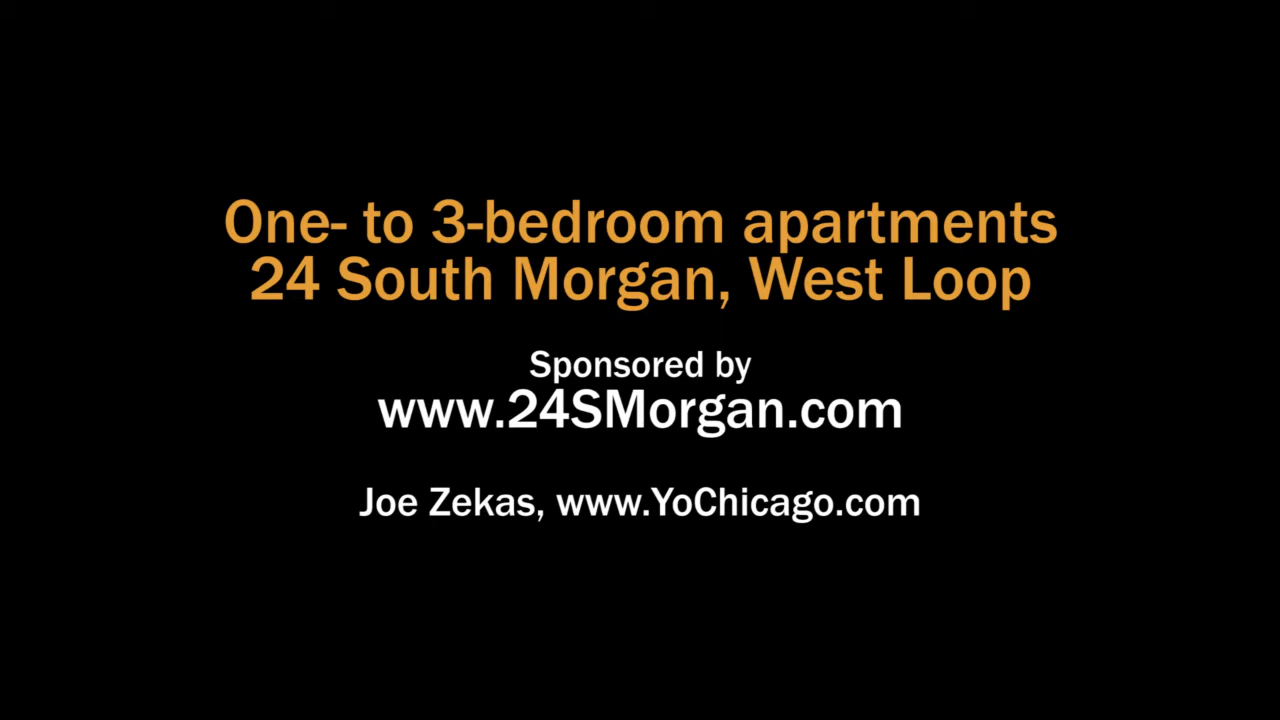 One- to 3-bedroom apartments
24 South Morgan, West Loop
Sponsored by
www.24SMorgan.com
Joe Zekas, www.YoChicago.com